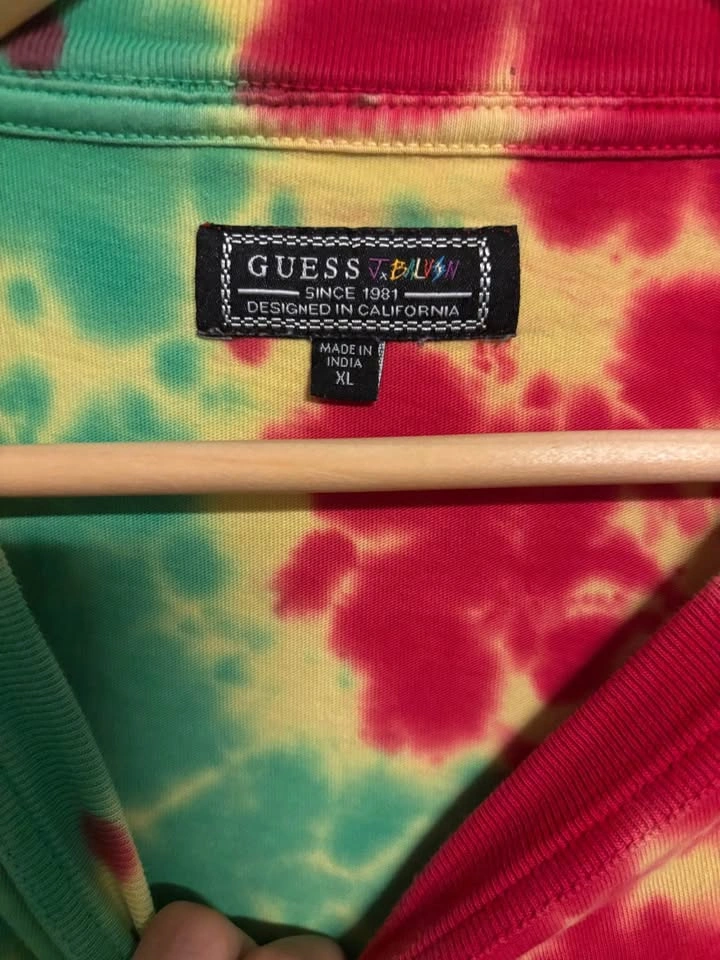 GUESS J. BALVIN
SINCE 1981
DESIGNED IN CALIFORNIA
MADE IN
INDIA
XL